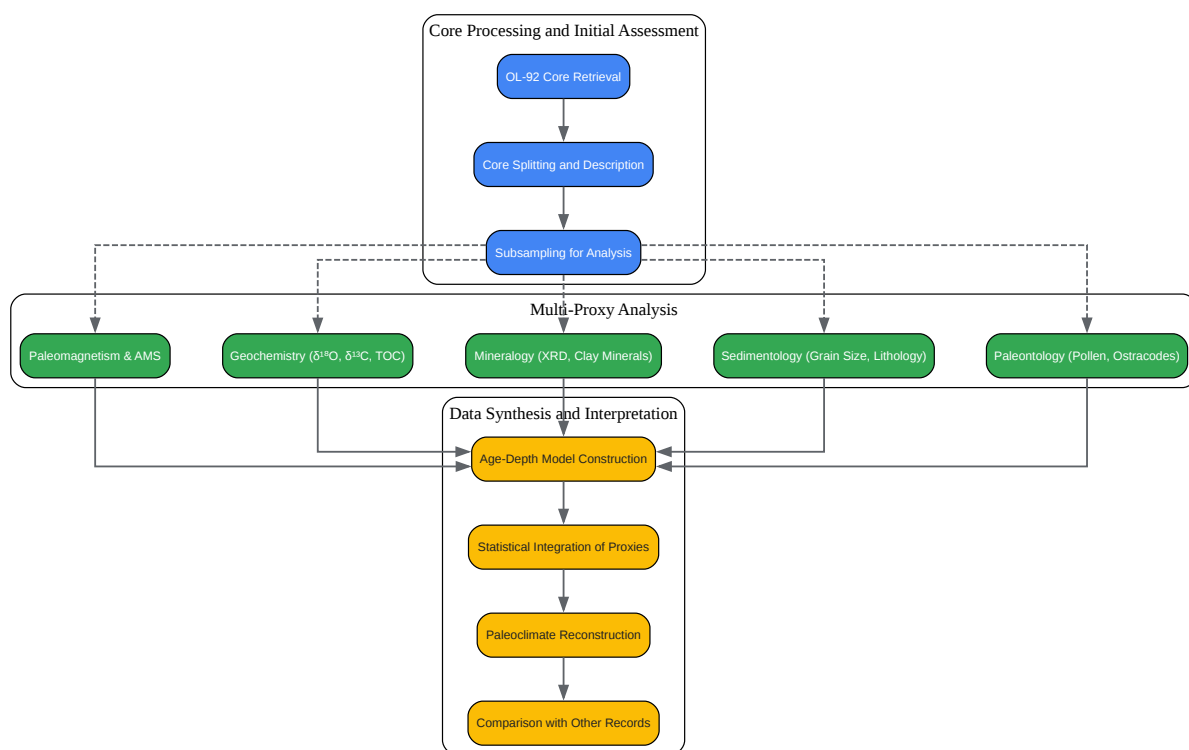 Core Processing and Initial Assessment
OL-92 Core Retrieval
Core Splitting and Description
Subsampling for Analysis
Multi-Proxy Analysis
Paleomagnetism & AMS
Geochemistry (δ¹⁸O, δ¹³C, TOC)
Mineralogy (XRD, Clay Minerals)
Sedimentology (Grain Size, Lithology)
Paleontology (Pollen, Ostracodes)
Data Synthesis and Interpretation
Age-Depth Model Construction
Statistical Integration of Proxies
Paleoclimate Reconstruction
Comparison with Other Records